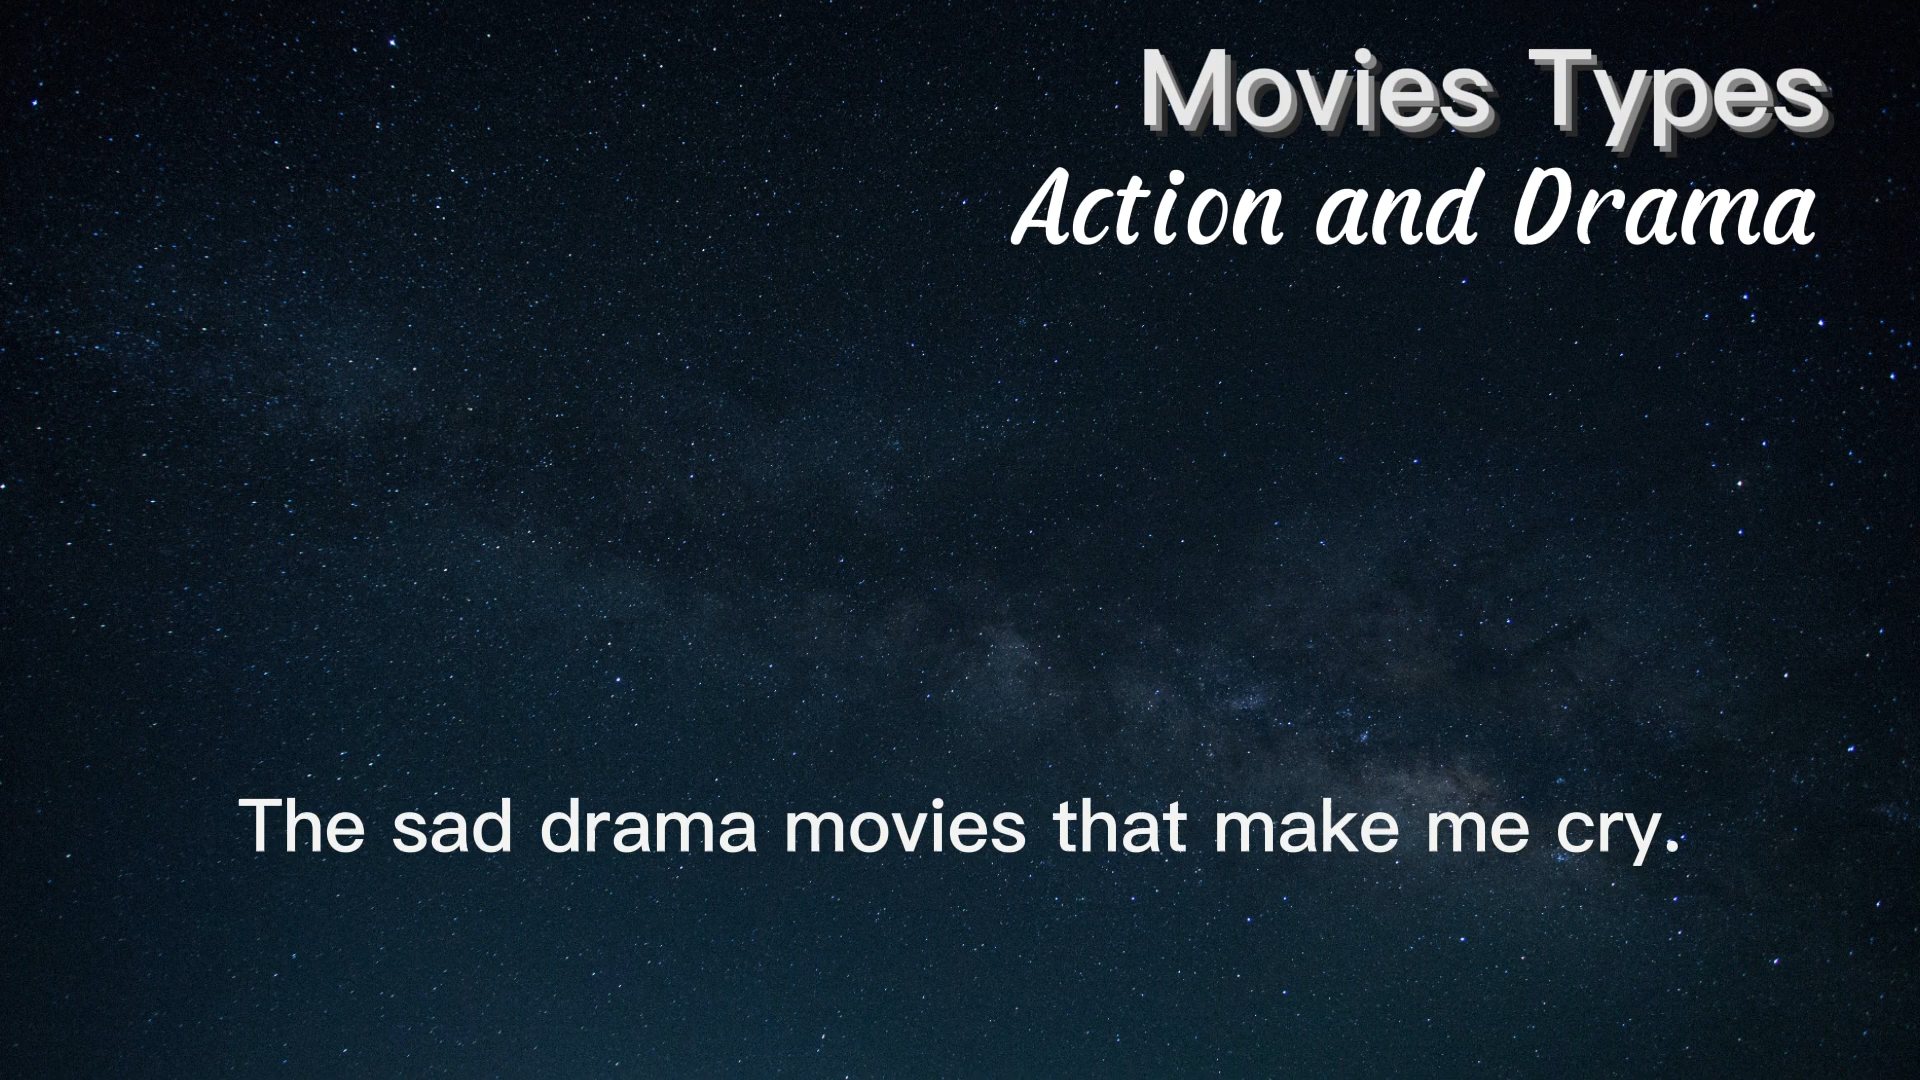 Movies Types
Action and Drama
The sad drama movies that make me cry.